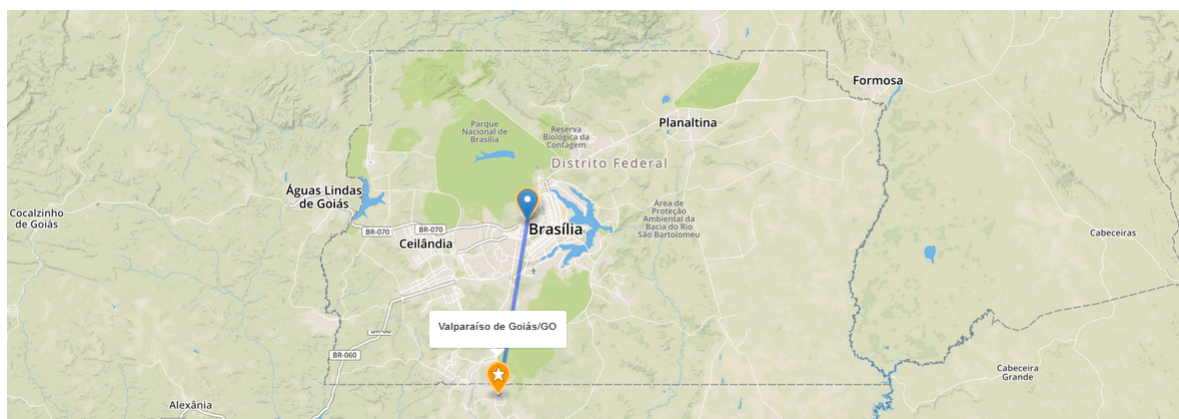 Formosa
Planaltina
Parque
Nacional de
Brasília
Reserva
Biológica da
Contagem
Distrito Federal
Águas Lindas
de Goiás
Cocalzinho
de Goiás
BR-070
BR-070
Ceilândia
Brasília
Área de
Proteção
Ambiental da
Bacia do Rio
São Bartolomeu
Cabeceiras
Valparaíso de Goiás/GO
BR-060
Cabeceira
Grande
Alexânia